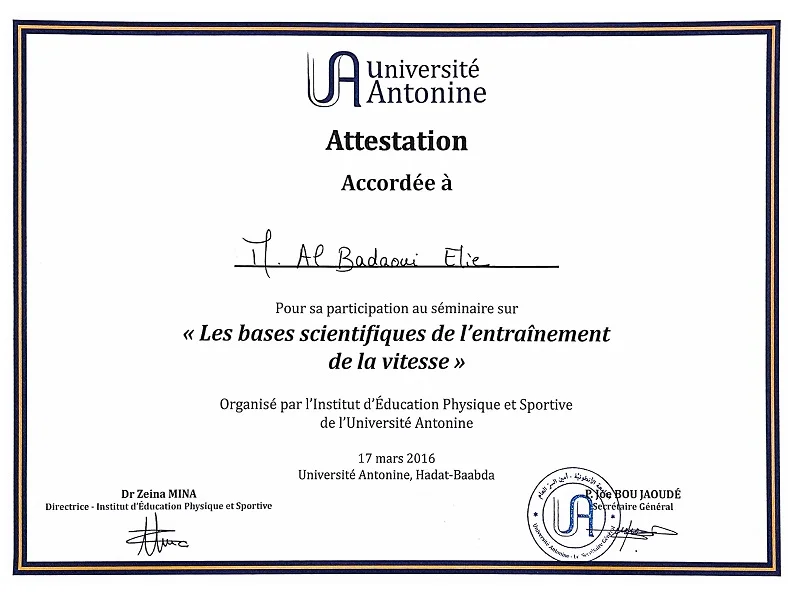 Université
Antonine
Attestation
Accordée à
M. Al Badaoui Elie
Pour sa participation au séminaire sur
« Les bases scientifiques de l'entraînement
de la vitesse »
Organisé par l'Institut d'Éducation Physique et Sportive
de l'Université Antonine
17 mars 2016
Université Antonine, Hadat-Baabda
Dr Zeina MINA
Directrice - Institut d'Éducation Physique et Sportive
P. Joe BOU JAOUDÉ
Secrétaire Général
Université Antonine - Le Secrétaire Général